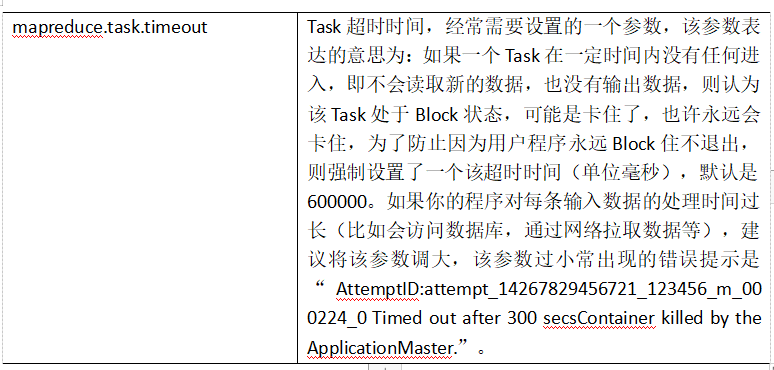 mapreduce.task.timeout
Task 超时时间，经常需要设置的一个参数，该参数表
达的意思为：如果一个 Task 在一定时间内没有任何进
入，即不会读取新的数据，也没有输出数据，则认为
该 Task 处于 Block 状态，可能是卡住了，也许永远会
卡住，为了防止因为用户程序永远 Block 住不退出，
则强制设置了一个该超时时间（单位毫秒），默认是
600000。如果你的程序对每条输入数据的处理时间过
长（比如会访问数据库，通过网络拉取数据等），建
议将该参数调大，该参数过小常出现的错误提示是
“ AttemptID:attempt_14267829456721_123456_m_00
0224_0 Timed out after 300 secsContainer killed by the
ApplicationMaster.”。